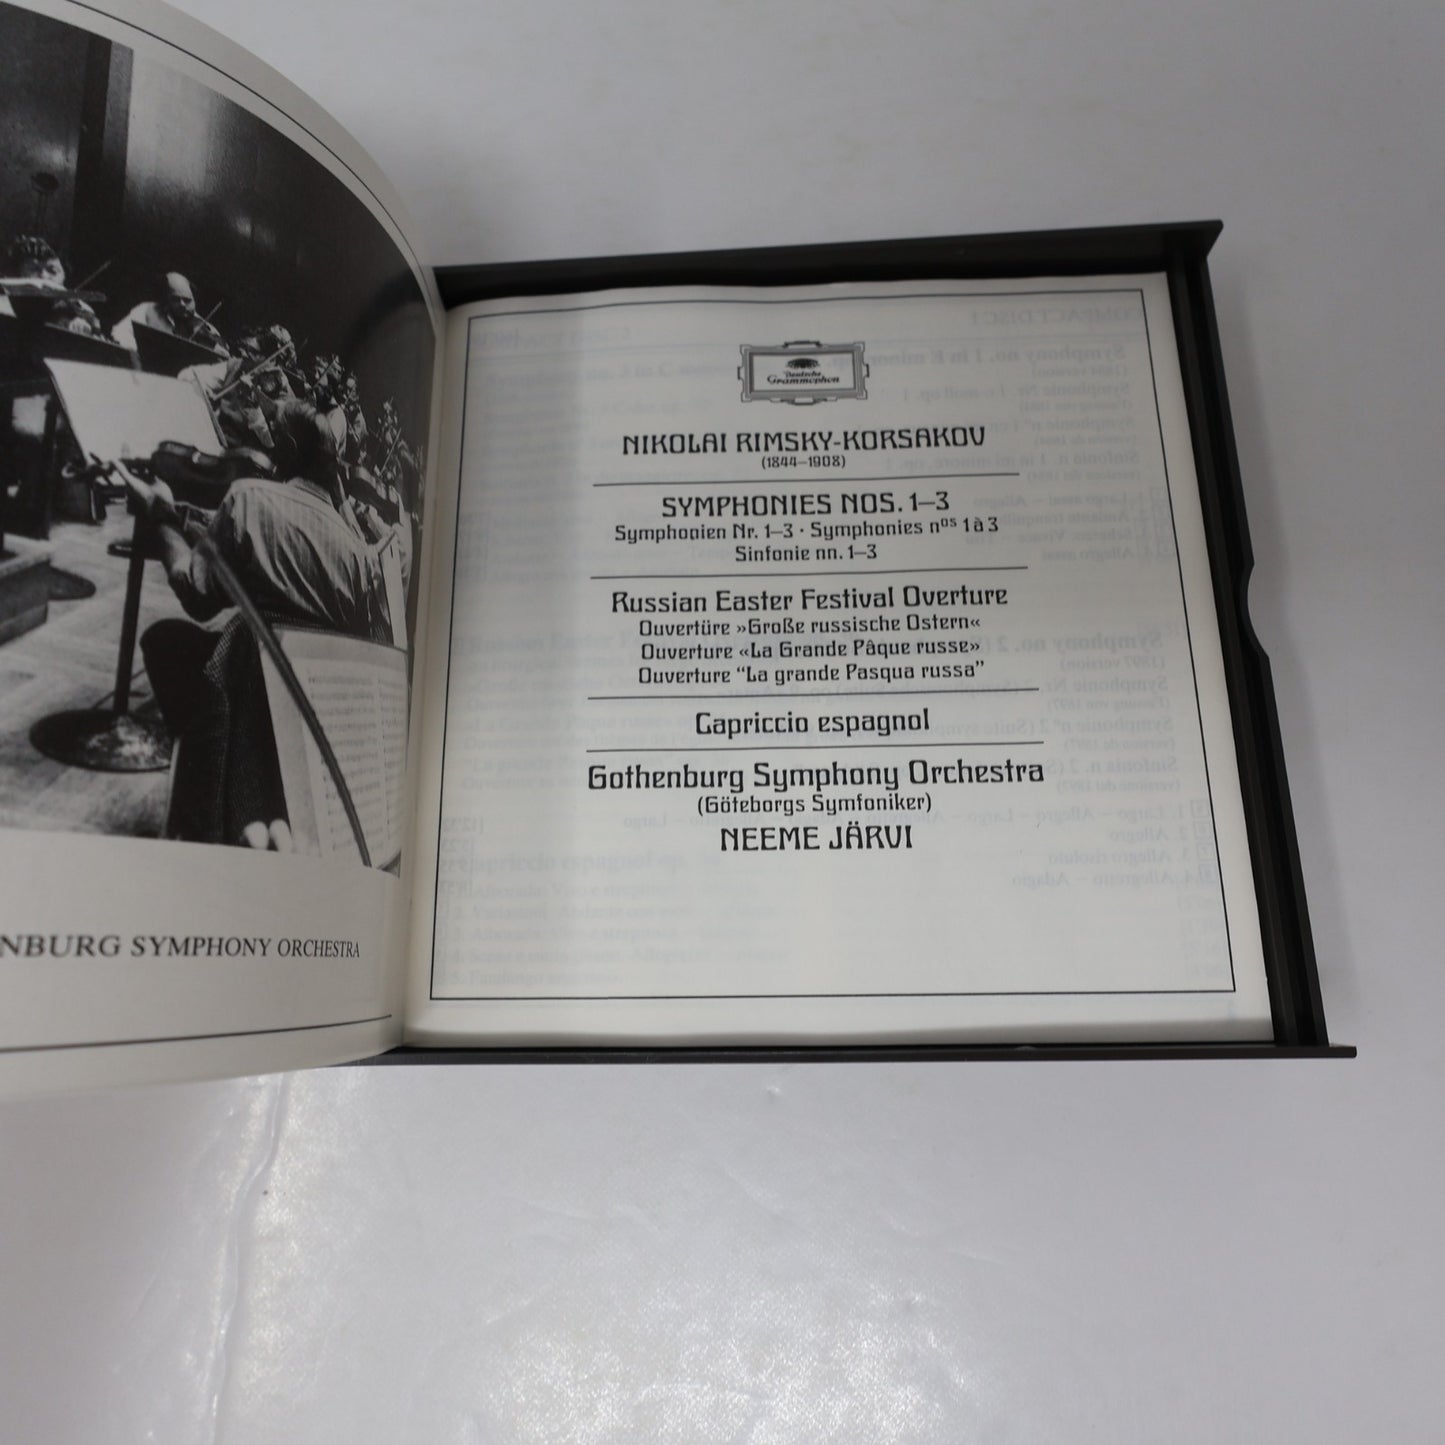 NBURG SYMPHONY ORCHESTRA
Deutsche
Grammophon
NIKOLAI RIMSKY-KORSAKOV
(1844–1908)
SYMPHONIES NOS. 1–3
Symphonien Nr. 1–3 · Symphonies nos 1 à 3
Sinfonie nn. 1–3
Russian Easter Festival Overture
Ouvertüre »Große russische Ostern«
Ouverture «La Grande Pâque russe»
Ouverture “La grande Pasqua russa”
Capriccio espagnol
Gothenburg Symphony Orchestra
(Göteborgs Symfoniker)
NEEME JÄRVI